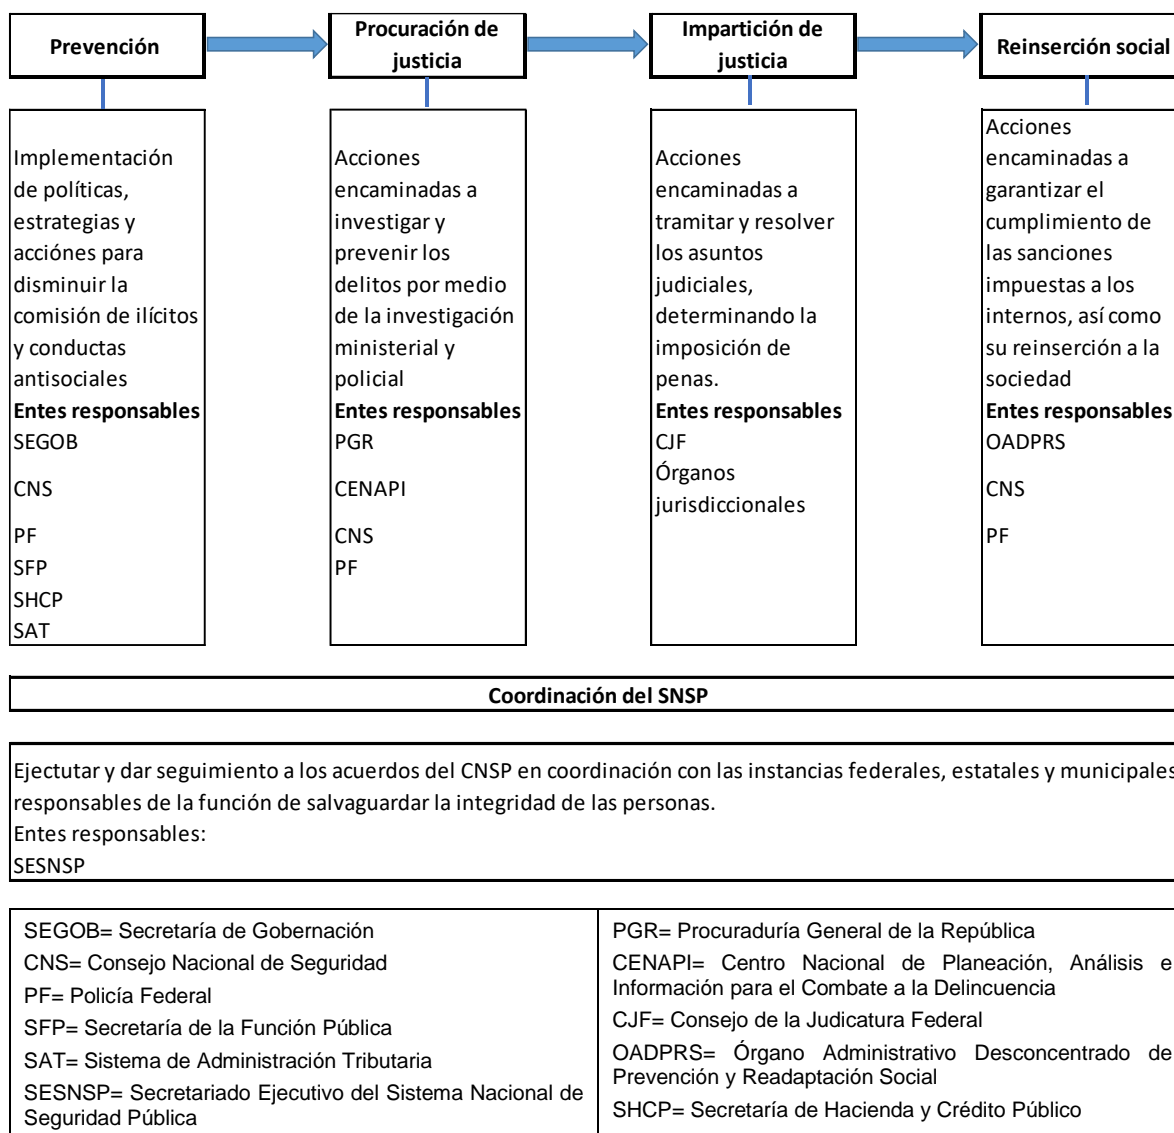 Prevención
Procuración de
justicia
Impartición de
justicia
Reinserción social
Implementación
de políticas,
estrategias y
acciónes para
disminuir la
comisión de ilícitos
y conductas
antisociales
Entes responsables
SEGOB
CNS
PF
SFP
SHCP
SAT
Acciones
encaminadas a
investigar y
prevenir los
delitos por medio
de la investigación
ministerial y
policial
Entes responsables
PGR
CENAPI
CNS
PF
Acciones
encaminadas a
tramitar y resolver
los asuntos
judiciales,
determinando la
imposición de
penas.
Entes responsables
CJF
Órganos
jurisdiccionales
Acciones
encaminadas a
garantizar el
cumplimiento de
las sanciones
impuestas a los
internos, así como
su reinserción a la
sociedad
Entes responsables
OADPRS
CNS
PF
Coordinación del SNSP
Ejectutar y dar seguimiento a los acuerdos del CNSP en coordinación con las instancias federales, estatales y municipales
responsables de la función de salvaguardar la integridad de las personas.
Entes responsables:
SESNSP
SEGOB= Secretaría de Gobernación
CNS= Consejo Nacional de Seguridad
PF= Policía Federal
SFP= Secretaría de la Función Pública
SAT= Sistema de Administración Tributaria
SESNSP= Secretariado Ejecutivo del Sistema Nacional de
Seguridad Pública
PGR= Procuraduría General de la República
CENAPI= Centro Nacional de Planeación, Análisis e
Información para el Combate a la Delincuencia
CJF= Consejo de la Judicatura Federal
OADPRS= Órgano Administrativo Desconcentrado de
Prevención y Readaptación Social
SHCP= Secretaría de Hacienda y Crédito Público